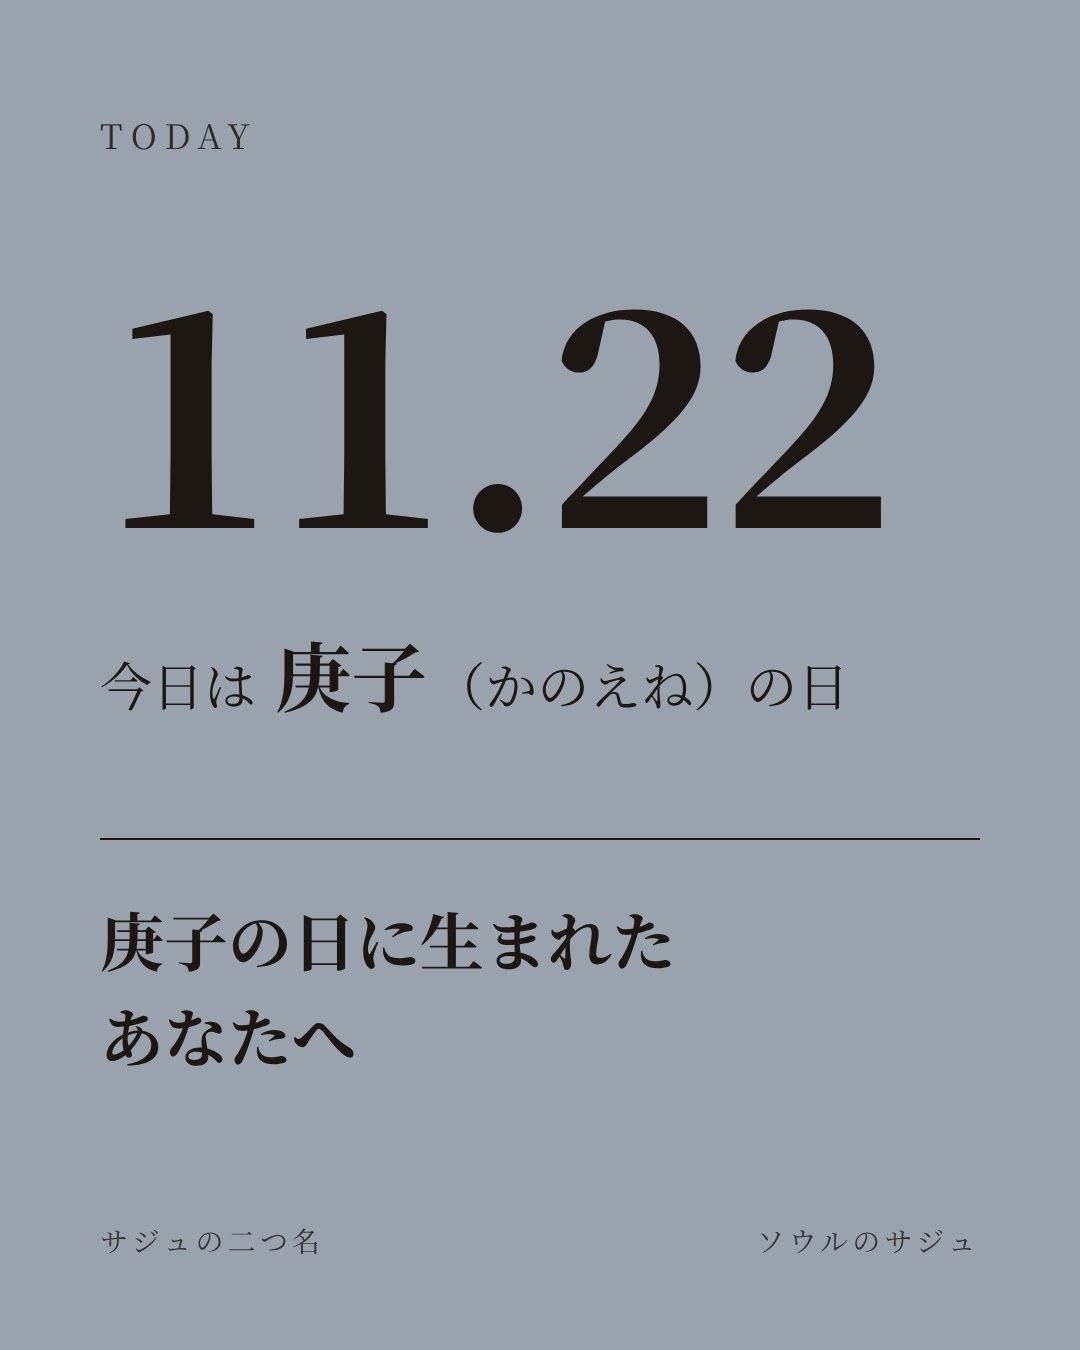 TODAY
11.22
今日は 庚子（かのえね）の日
庚子の日に生まれた
あなたへ
サジュの二つ名
ソウルのサジュ